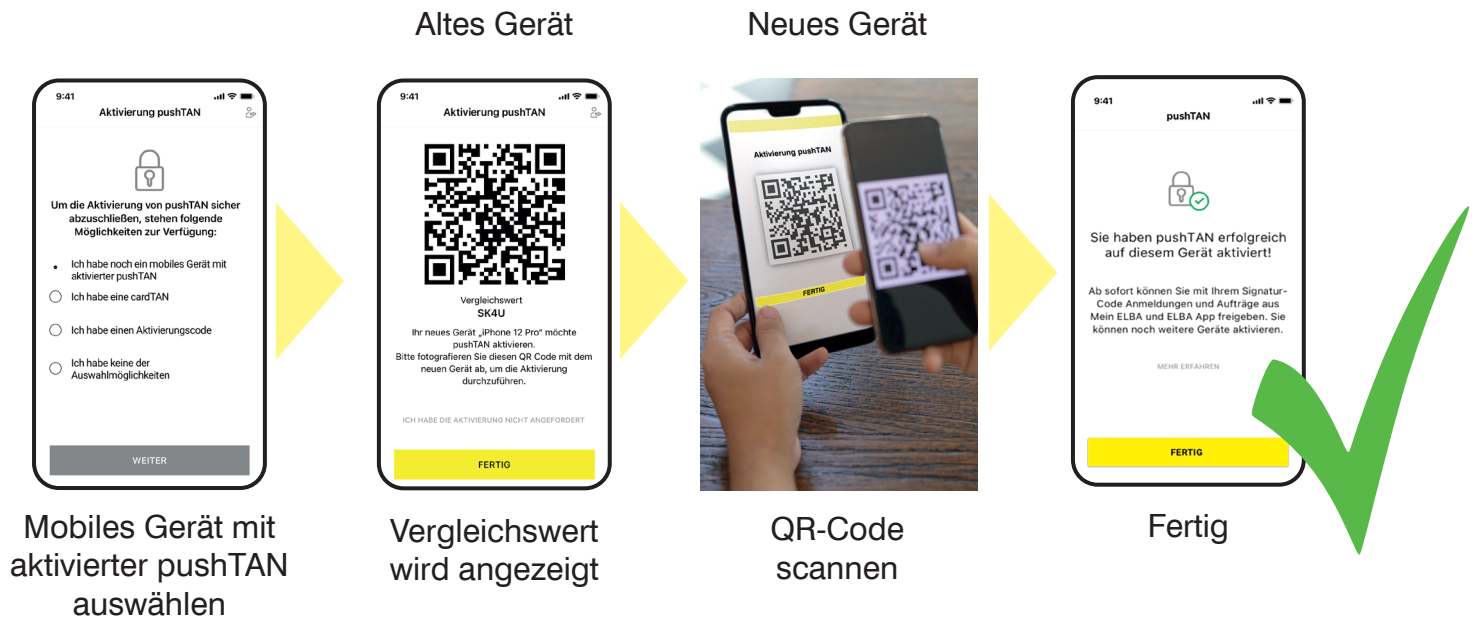 Altes Gerät
Neues Gerät
9:41
Aktivierung pushTAN
Um die Aktivierung von pushTAN sicher
abzuschließen, stehen folgende
Möglichkeiten zur Verfügung:
Ich habe noch ein mobiles Gerät mit
aktivierter pushTAN
Ich habe eine cardTAN
Ich habe einen Aktivierungscode
Ich habe keine der
Auswahlmöglichkeiten
WEITER
Mobiles Gerät mit
aktivierter pushTAN
auswählen
9:41
Aktivierung pushTAN
Vergleichswert
SK4U
Ihr neues Gerät „iPhone 12 Pro“ möchte
pushTAN aktivieren.
Bitte fotografieren Sie diesen QR Code mit dem
neuen Gerät ab, um die Aktivierung
durchzuführen.
ICH HABE DIE AKTIVIERUNG NICHT ANGEFORDERT
FERTIG
Vergleichswert
wird angezeigt
Aktivierung pushTAN
FERTIG
QR-Code
scannen
9:41
pushTAN
Sie haben pushTAN erfolgreich
auf diesem Gerät aktiviert!
Ab sofort können Sie mit Ihrem Signatur-
Code Anmeldungen und Aufträge aus
Mein ELBA und ELBA App freigeben. Sie
können noch weitere Geräte aktivieren.
MEHR ERFAHREN
FERTIG
Fertig